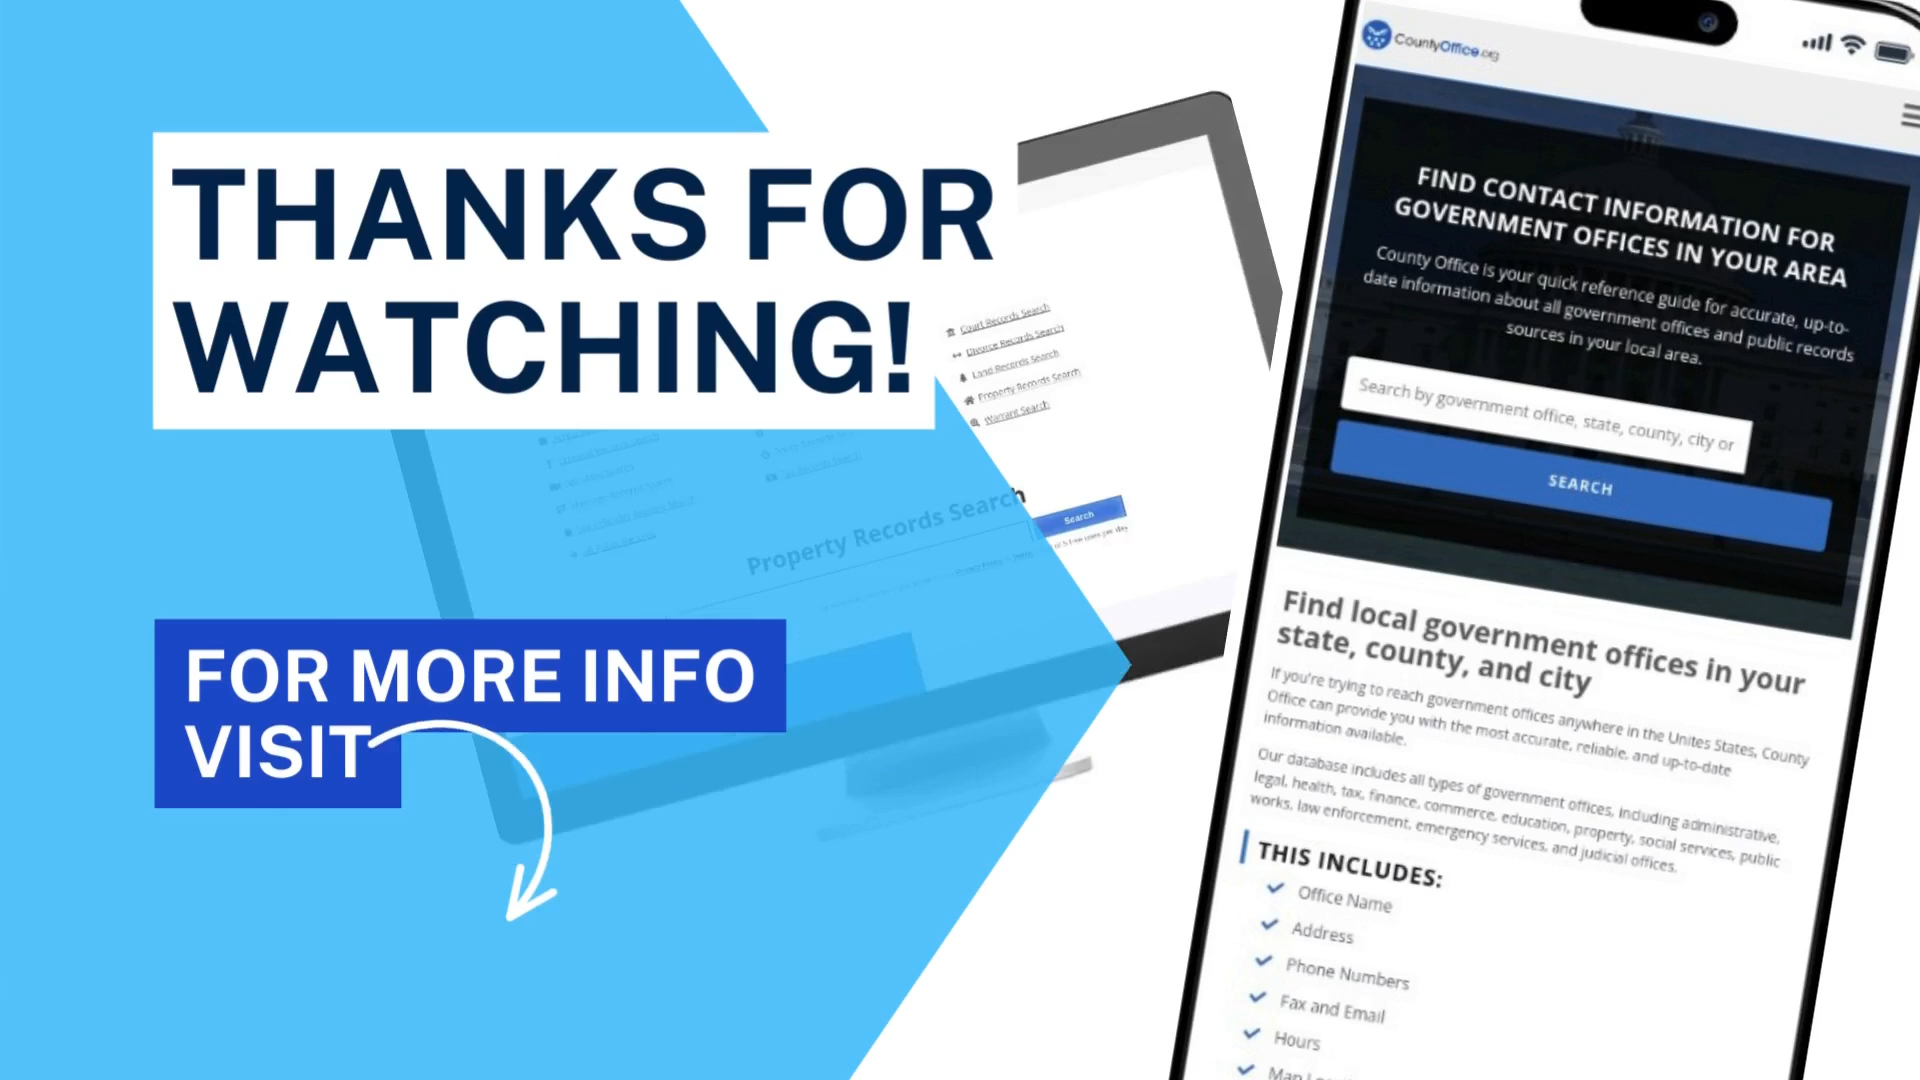 THANKS FOR
WATCHING!
FOR MORE INFO
VISIT
Court Records Search
Divorce Records Search
Land Records Search
Property Records Search
Warrant Search
Property Records Search
Search
CountyOffice.org
FIND CONTACT INFORMATION FOR
GOVERNMENT OFFICES IN YOUR AREA
County Office is your quick reference guide for accurate, up-to-
date information about all government offices and public records
sources in your local area.
Search by government office, state, county, city or
SEARCH
Find local government offices in your
state, county, and city
If you're trying to reach government offices anywhere in the Unites States, County
Office can provide you with the most accurate, reliable, and up-to-date
information available.
Our database includes all types of government offices, including administrative,
legal, health, tax, finance, commerce, education, property, social services, public
works, law enforcement, emergency services, and judicial offices.
THIS INCLUDES:
Office Name
Address
Phone Numbers
Fax and Email
Hours